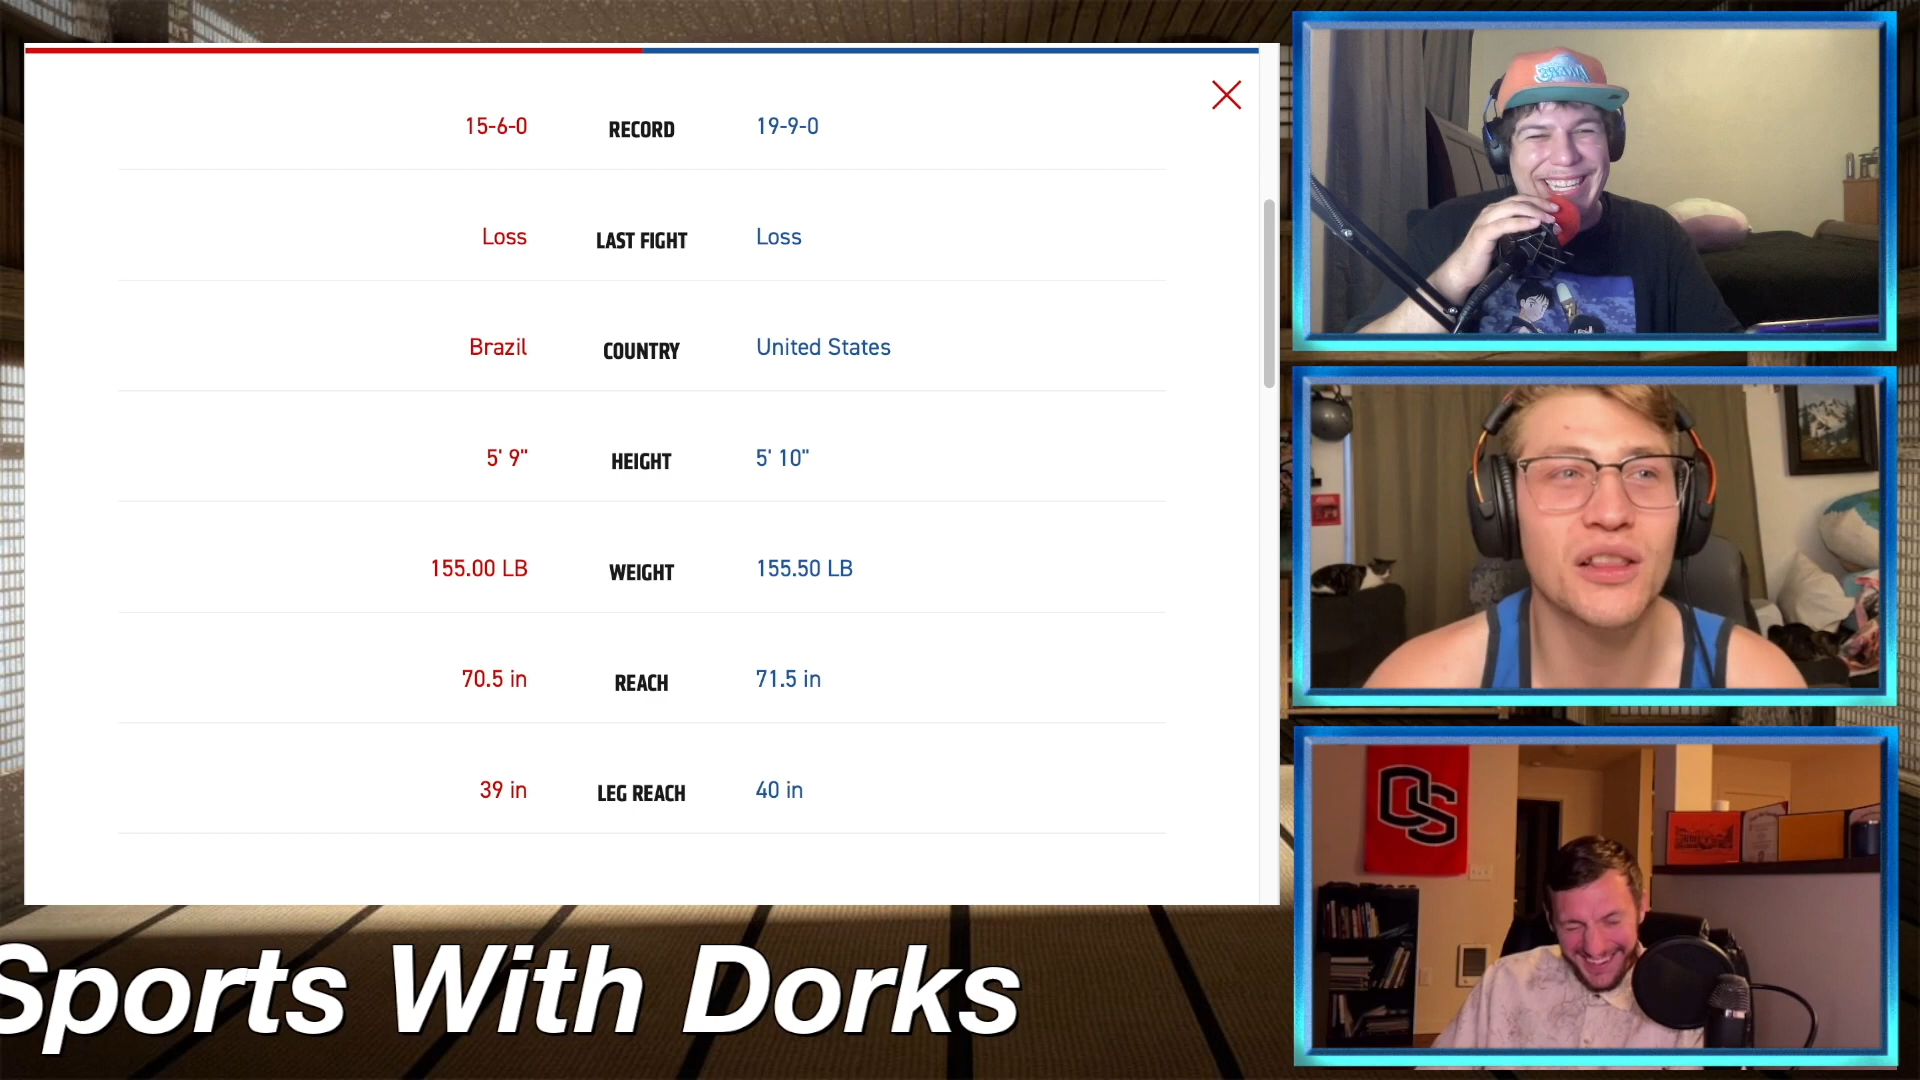 15-6-0 RECORD 19-9-0
Loss LAST FIGHT Loss
Brazil COUNTRY United States
5' 9" HEIGHT 5' 10"
155.00 LB WEIGHT 155.50 LB
70.5 in REACH 71.5 in
39 in LEG REACH 40 in
Sports With Dorks
OS